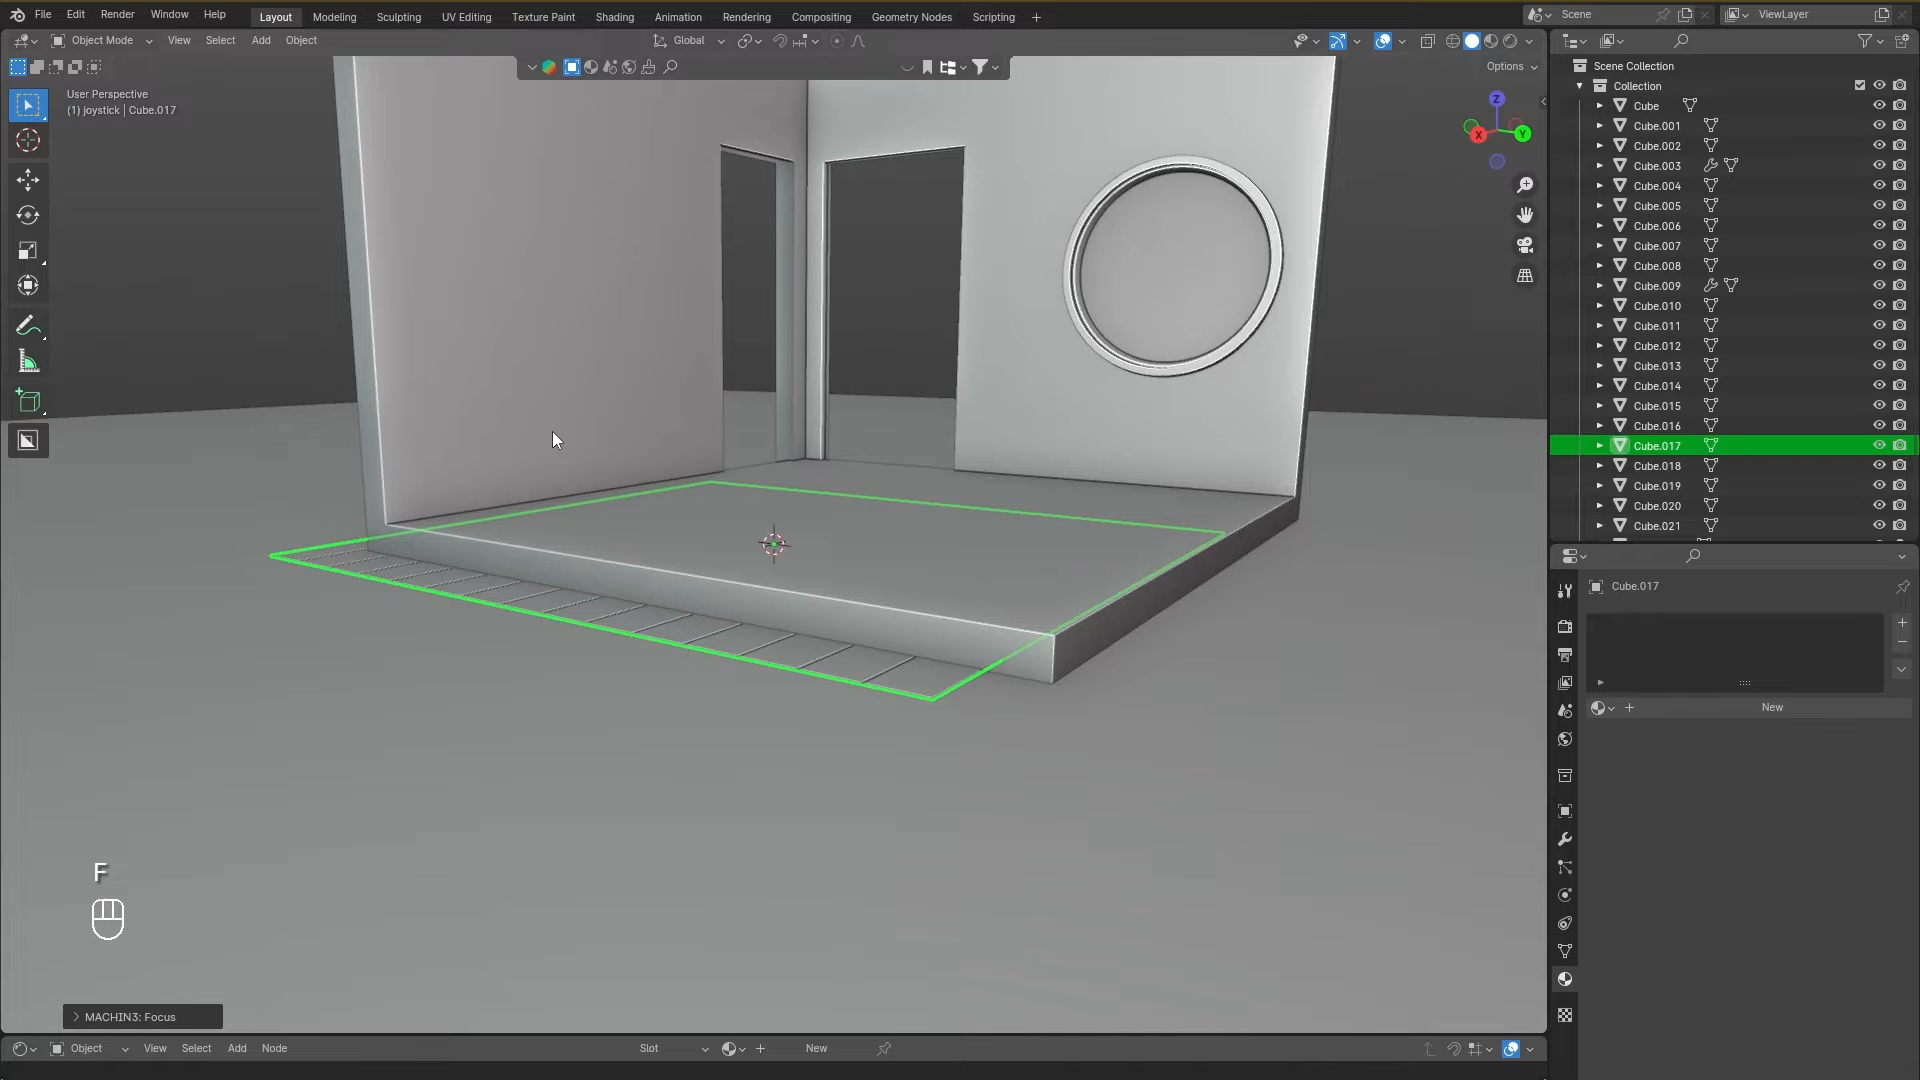 File Edit Render Window Help Layout Modeling Sculpting UV Editing Texture Paint Shading Animation Rendering Compositing Geometry Nodes Scripting + Scene ViewLayer
Object Mode View Select Add Object Global
Options
User Perspective
(1) joystick | Cube.017
Z
X
Y
Scene Collection
Collection
Cube
Cube.001
Cube.002
Cube.003
Cube.004
Cube.005
Cube.006
Cube.007
Cube.008
Cube.009
Cube.010
Cube.011
Cube.012
Cube.013
Cube.014
Cube.015
Cube.016
Cube.017
Cube.018
Cube.019
Cube.020
Cube.021
Cube.017
New
F
MACHIN3: Focus
Object View Select Add Node Slot New